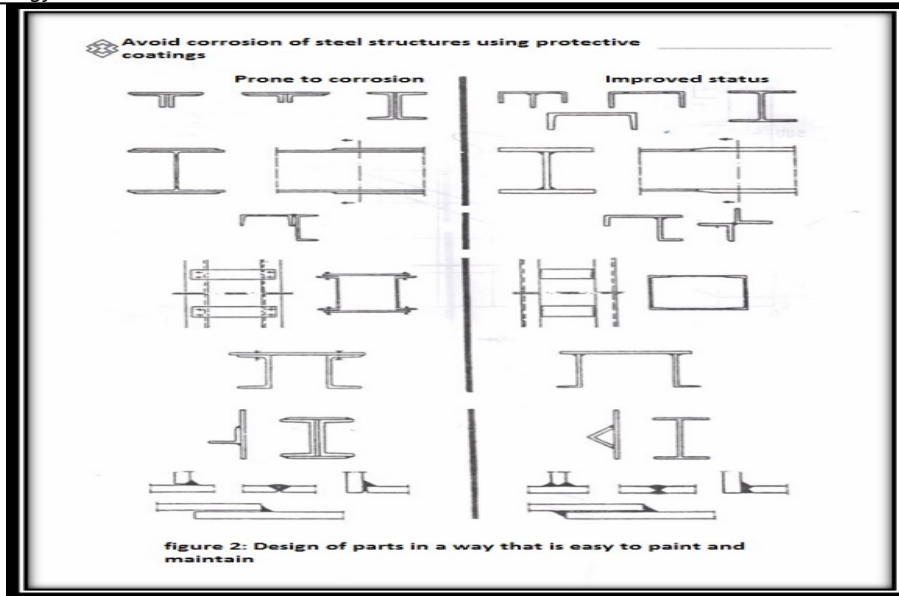 Avoid corrosion of steel structures using protective
coatings
Prone to corrosion
Improved status
figure 2: Design of parts in a way that is easy to paint and
maintain